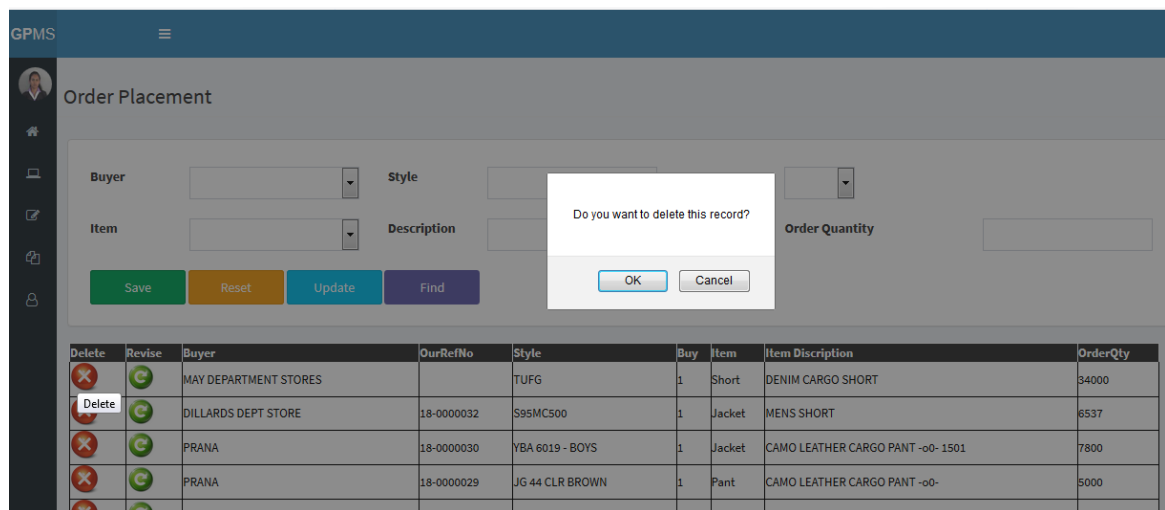 GPMS
Order Placement
Buyer Style
Do you want to delete this record?
Item Description Order Quantity
OK Cancel
Save Reset Update Find
Delete Revise Buyer OurRefNo Style Buy Item Item Discription OrderQty
MAY DEPARTMENT STORES TUFG 1 Short DENIM CARGO SHORT 34000
Delete
DILLARDS DEPT STORE 18-0000032 S95MC500 1 Jacket MENS SHORT 6537
PRANA 18-0000030 YBA 6019 - BOYS 1 Jacket CAMO LEATHER CARGO PANT -o0- 1501 7800
PRANA 18-0000029 JG 44 CLR BROWN 1 Pant CAMO LEATHER CARGO PANT -o0- 5000